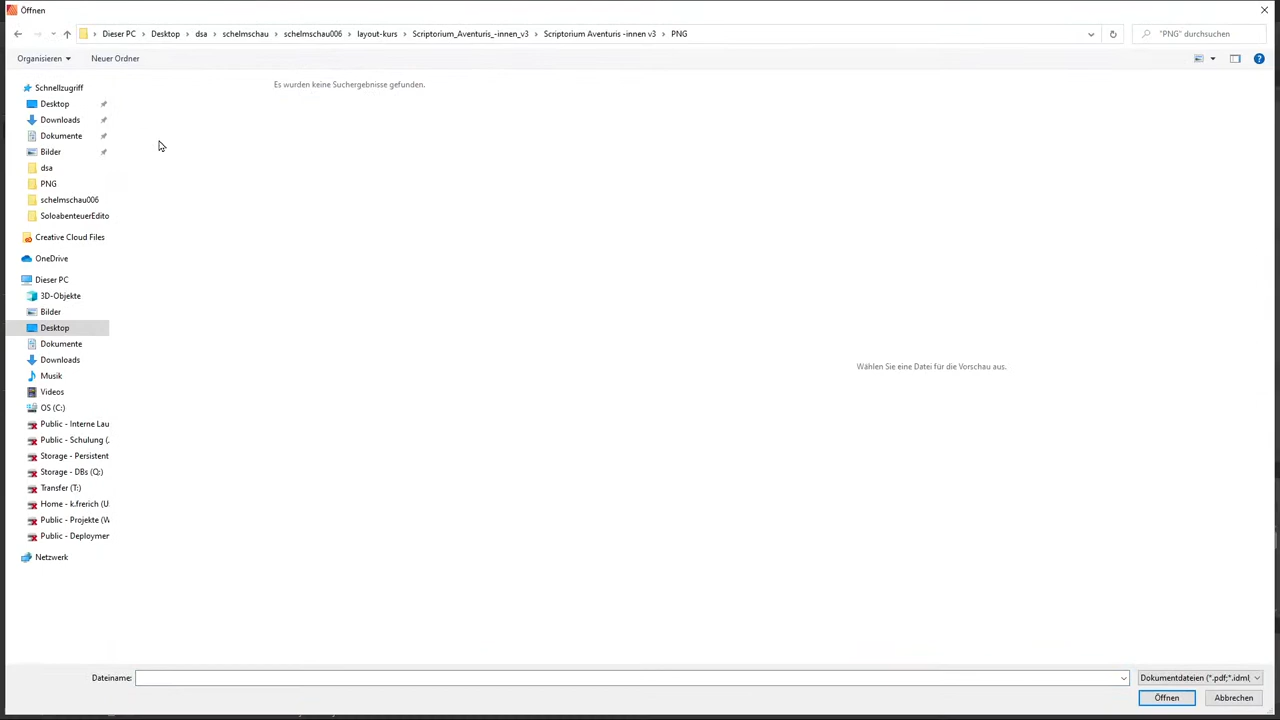 Öffnen
Dieser PC > Desktop > dsa > schelmschau > schelmschau006 > layout-kurs > Scriptorium_Aventuris_-innen_v3 > Scriptorium Aventuris -innen v3 > PNG
"PNG" durchsuchen
Organisieren
Neuer Ordner
Es wurden keine Suchergebnisse gefunden.
Schnellzugriff
Desktop
Downloads
Dokumente
Bilder
dsa
PNG
schelmschau006
SoloabenteuerEdito
Creative Cloud Files
OneDrive
Dieser PC
3D-Objekte
Bilder
Desktop
Dokumente
Downloads
Musik
Videos
OS (C:)
Public - Interne Lau
Public - Schulung (
Storage - Persistent
Storage - DBs (Q:)
Transfer (T:)
Home - k.frerich (U
Public - Projekte (W
Public - Deploymer
Netzwerk
Wählen Sie eine Datei für die Vorschau aus.
Dateiname:
Dokumentdateien (*.pdf;*.idml,
Öffnen
Abbrechen